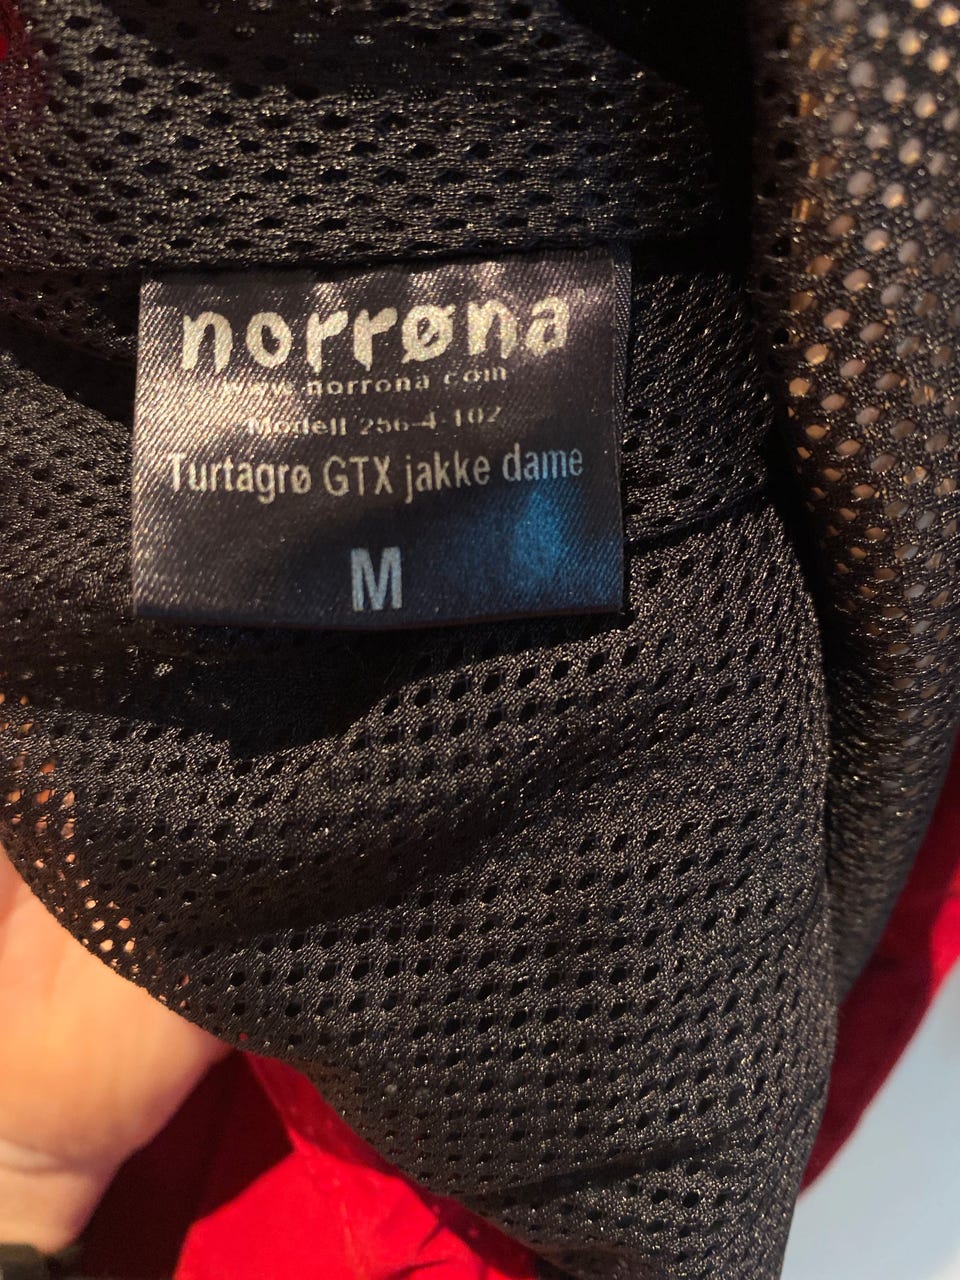 norrøna
www.norrona.com
Modell 256-4-102
Turtagrø GTX jakke dame
M